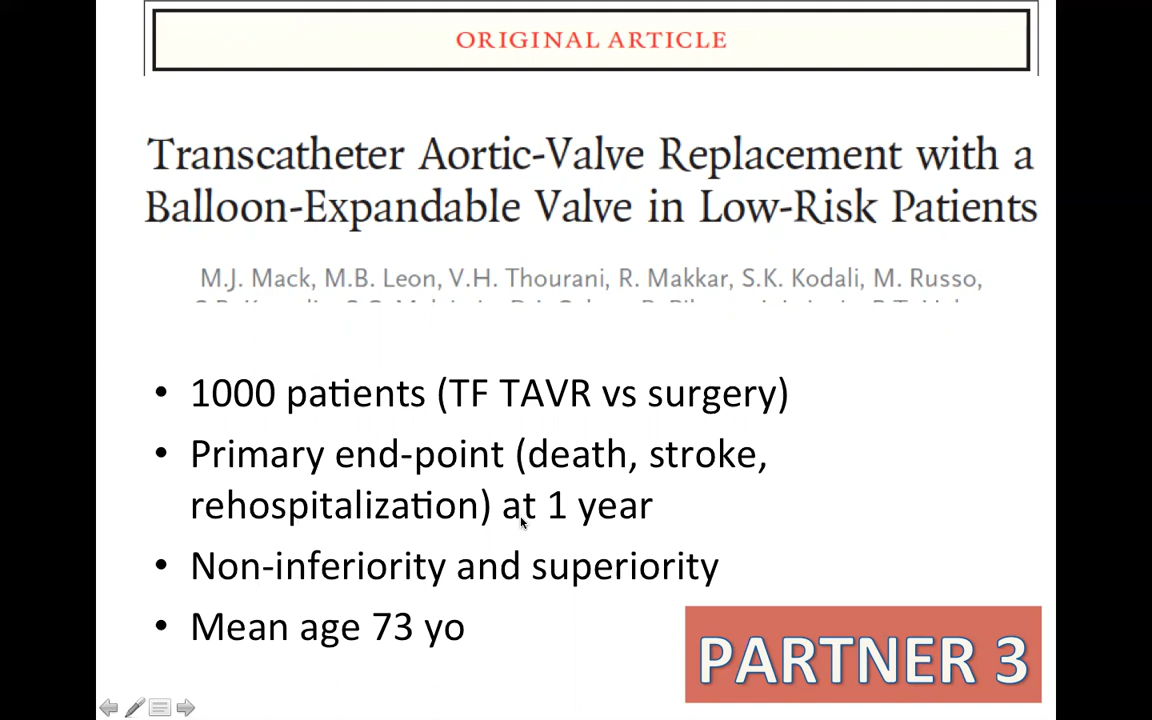 ORIGINAL ARTICLE
Transcatheter Aortic-Valve Replacement with a
Balloon-Expandable Valve in Low-Risk Patients
M.J. Mack, M.B. Leon, V.H. Thourani, R. Makkar, S.K. Kodali, M. Russo,
• 1000 patients (TF TAVR vs surgery)
• Primary end-point (death, stroke,
rehospitalization) at 1 year
• Non-inferiority and superiority
• Mean age 73 yo
PARTNER 3